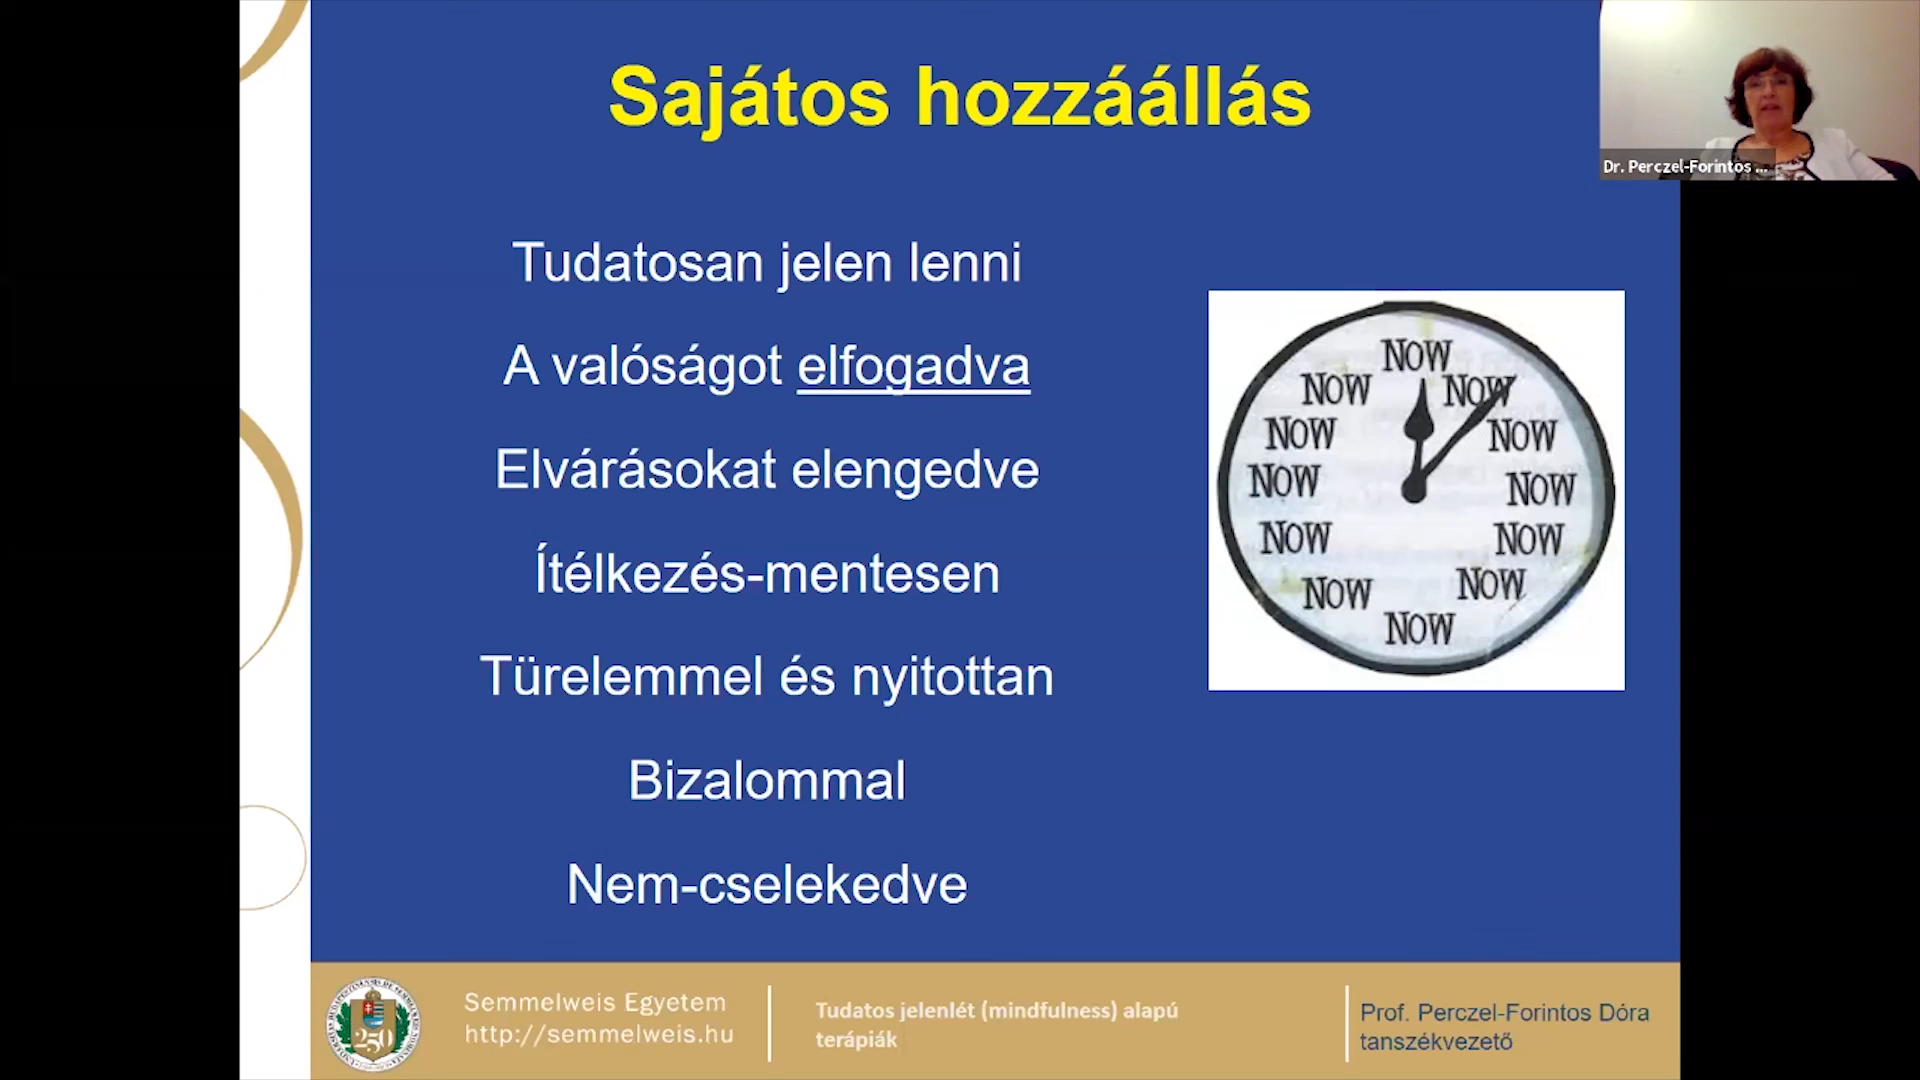 Sajátos hozzáállás
Dr. Perczel-Forintos ...
Tudatosan jelen lenni
A valóságot elfogadva
Elvárásokat elengedve
Ítélkezés-mentesen
Türelemmel és nyitottan
Bizalommal
Nem-cselekedve
NOW
NOW
NOW
NOW
NOW
NOW
NOW
NOW
NOW
NOW
NOW
NOW
250
Semmelweis Egyetem
http://semmelweis.hu
Tudatos jelenlét (mindfulness) alapú
terápiák
Prof. Perczel-Forintos Dóra
tanszékvezető